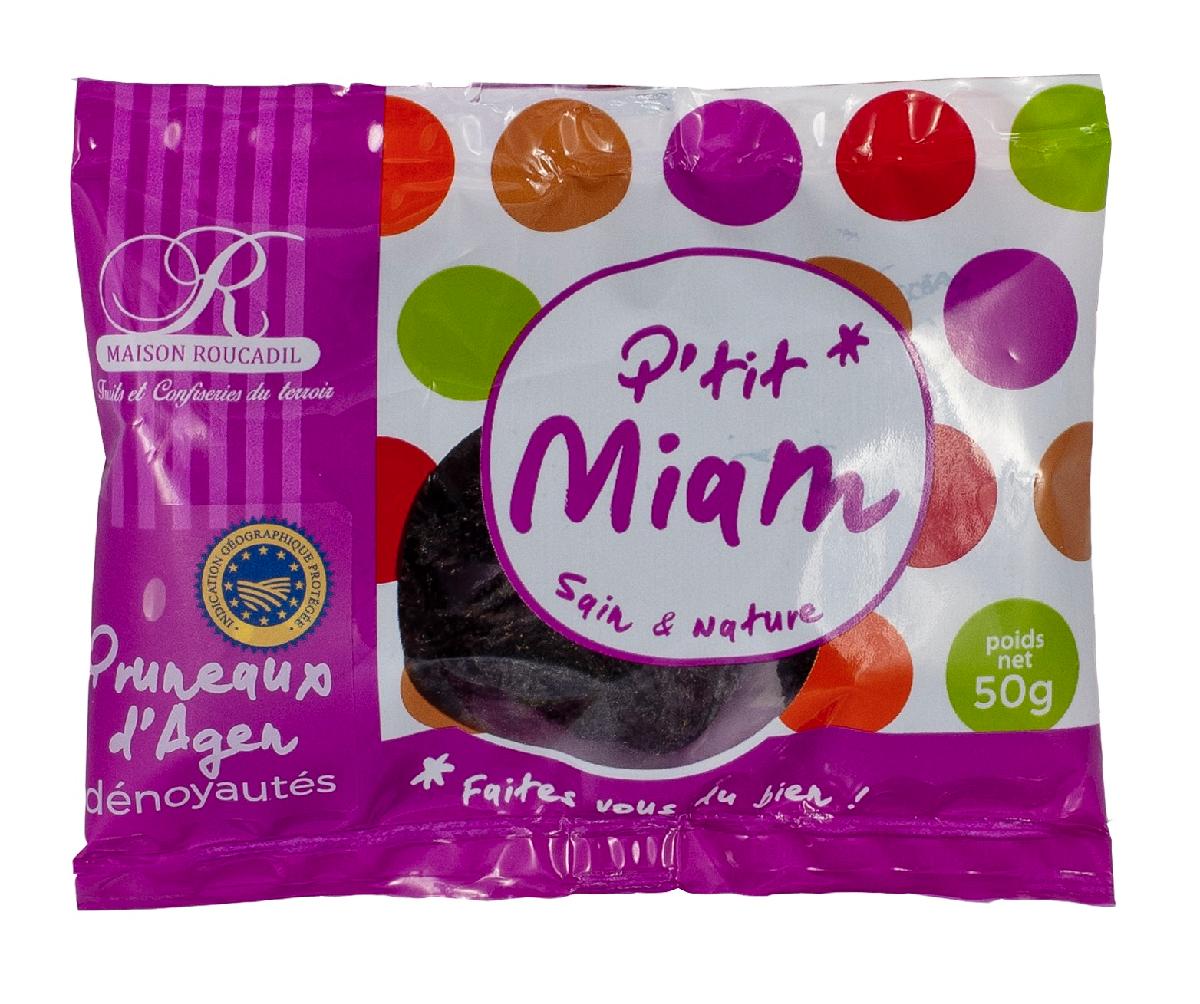 R
MAISON ROUCADIL
Fruits et Confiseries du terroir
INDICATION GÉOGRAPHIQUE PROTÉGÉE
Pruneaux
d'Agen
dénoyautés
P'tit *
Miam
Sain & Nature
poids
net
50g
* Faites vous du bien !